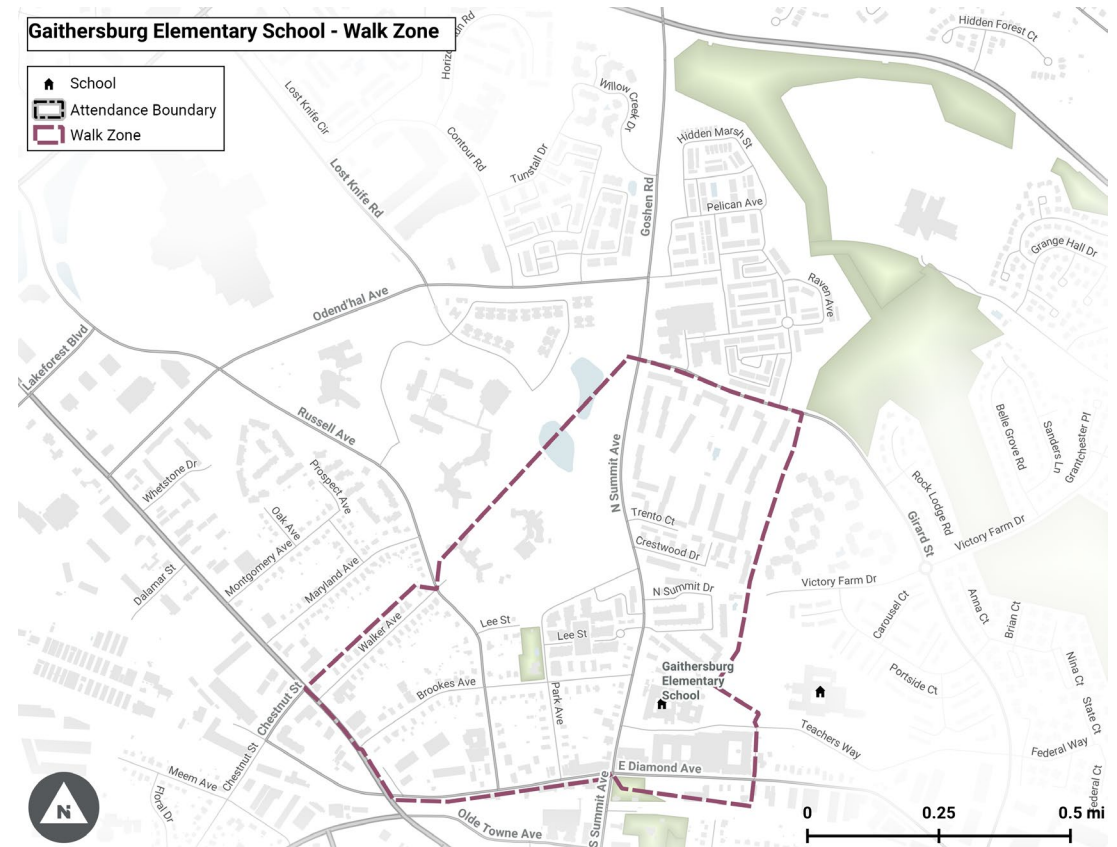 Gaithersburg Elementary School - Walk Zone
School
Attendance Boundary
Walk Zone
Hidden Forest Ct
Lost Knife Cir
Willow Creek Dr
Contour Rd
Tunstall Dr
Hidden Marsh St
Lost Knife Rd
Goshen Rd
Pelican Ave
Grange Hall Dr
Raven Ave
Odend'hal Ave
Lakeforest Blvd
Russell Ave
Belle Grove Rd
Sanders Ln
Grantchester Pl
Whetstone Dr
Prospect Ave
N Summit Ave
Rock Lodge Rd
Oak Ave
Trento Ct
Girard St
Victory Farm Dr
Montgomery Ave
Crestwood Dr
Maryland Ave
Dalamar St
Victory Farm Dr
N Summit Dr
Anna Ct
Carousel Ct
Brian Ct
Walker Ave
Lee St
Lee St
Gaithersburg
Elementary
School
Nina Ct
Portside Ct
Brookes Ave
Park Ave
Chestnut St
State Ct
Teachers Way
Federal Way
Chestnut St
Meem Ave
E Diamond Ave
Floral Dr
Federal Ct
S Summit Ave
Olde Towne Ave
N
0
0.25
0.5 mi